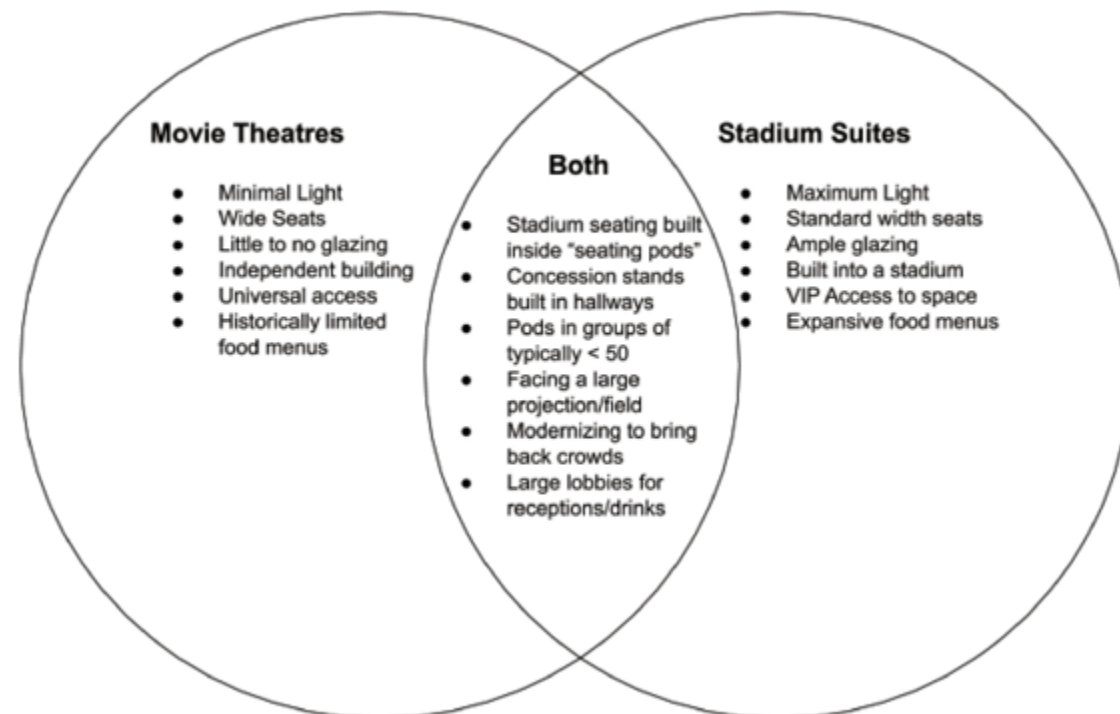 Movie Theatres
Minimal Light
Wide Seats
Little to no glazing
Independent building
Universal access
Historically limited
food menus
Both
Stadium seating built
inside “seating pods”
Concession stands
built in hallways
Pods in groups of
typically < 50
Facing a large
projection/field
Modernizing to bring
back crowds
Large lobbies for
receptions/drinks
Stadium Suites
Maximum Light
Standard width seats
Ample glazing
Built into a stadium
VIP Access to space
Expansive food menus